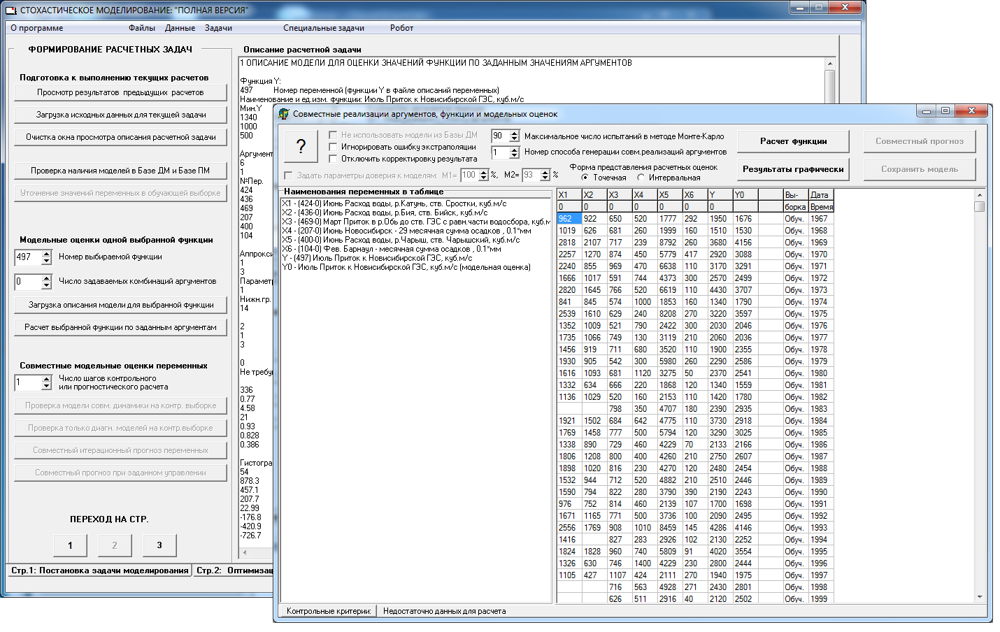 СТОХАСТИЧЕСКОЕ МОДЕЛИРОВАНИЕ: "ПОЛНАЯ ВЕРСИЯ"
О программе Файлы Данные Задачи Специальные задачи Робот
ФОРМИРОВАНИЕ РАСЧЕТНЫХ ЗАДАЧ
Подготовка к выполнению текущих расчетов
Просмотр результатов предыдущих расчетов
Загрузка исходных данных для текущей задачи
Очистка окна просмотра описания расчетной задачи
Проверка наличия моделей в Базе ДМ и Базе ПМ
Уточнение значений переменных в обучающей выборке
Модельные оценки одной выбранной функции
497 Номер выбираемой функции
0 Число задаваемых комбинаций аргументов
Загрузка описания модели для выбранной функции
Расчет выбранной функции по заданным аргументам
Совместные модельные оценки переменных
1 Число шагов контрольного
или прогностического расчета
Проверка модели совм. динамики на контр. выборке
Проверка только диагн. моделей на контр.выборке
Совместный итерационный прогноз переменных
Совместный прогноз при заданном управлении
ПЕРЕХОД НА СТР.
1 2 3
Стр.1: Постановка задачи моделирования Стр.2: Оптимизац
Описание расчетной задачи
1 ОПИСАНИЕ МОДЕЛИ ДЛЯ ОЦЕНКИ ЗНАЧЕНИЙ ФУНКЦИИ ПО ЗАДАННЫМ ЗНАЧЕНИЯМ АРГУМЕНТОВ
Функция Y:
497 Номер переменной (функции Y в файле описаний переменных)
Наименование и ед.изм. функции: Июль Приток к Новисибирской ГЭС, куб.м/с
Мин.Y
1340
1000
500
Аргумент
6
1
№Пер.
424
436
469
207
400
104
Аппрокси
1
3
Параметр
1
Нижн.гр.
14
2
1
3
0
Не требу
336
0.77
4.58
21
0.93
0.828
0.386
Гистогра
54
878.3
457.1
207.7
22.99
-176.8
-420.9
-726.7
Совместные реализации аргументов, функции и модельных оценок
?
Не использовать модели из Базы ДМ
Игнорировать ошибку экстраполяции
Отключить корректировку результата
90 Максимальное число испытаний в методе Монте-Карло
1 Номер способа генерации совм.реализаций аргументов
Задать параметры доверия к моделям: M1= 100 %, M2= 93 %
Форма представления расчетных оценок
Точечная Интервальная
Расчет функции
Результаты графически
Совместный прогноз
Сохранить модель
Наименования переменных в таблице
X1 - (424-0) Июнь Расход воды, р.Катунь, ств. Сростки, куб.м/с
X2 - (436-0) Июнь Расход воды, р.Бия, ств. Бийск, куб.м/с
X3 - (469-0) Март Приток в р.Обь до ств. ГЭС с равн.части водосбора, куб.м
X4 - (207-0) Июнь Новосибирск - 29 месячная сумма осадков , 0.1*мм
X5 - (400-0) Июнь Расход воды, р.Чарыш, ств. Чарышский, куб.м/с
X6 - (104-0) Фев. Барнаул - месячная сумма осадков , 0.1*мм
Y - (497) Июль Приток к Новисибирской ГЭС, куб.м/с
Y0 - Июль Приток к Новисибирской ГЭС, куб.м/с (модельная оценка)
X1 X2 X3 X4 X5 X6 Y Y0 Вы- Дата
0 0 0 0 0 0 0 борка Время
962 922 650 520 1777 292 1950 1676 Обуч. 1967
1019 626 681 260 1999 160 1510 1530 Обуч. 1968
2818 2107 717 239 8792 260 3680 4156 Обуч. 1969
2257 1270 874 450 5779 417 2920 3088 Обуч. 1970
2240 855 969 470 6638 110 3170 3291 Обуч. 1971
1666 1017 591 744 4373 300 2570 2499 Обуч. 1972
2820 1645 766 520 6619 110 4430 3707 Обуч. 1973
841 845 574 1000 1853 160 1340 1790 Обуч. 1974
2539 1610 629 240 8208 270 3220 3597 Обуч. 1975
1352 1009 521 790 2422 300 2030 2046 Обуч. 1976
1735 1066 749 130 3119 210 2060 2036 Обуч. 1977
1456 919 711 680 3520 110 1900 2355 Обуч. 1978
1930 905 542 300 5980 260 2290 2586 Обуч. 1979
1616 1093 681 1120 3275 50 2370 2541 Обуч. 1980
1332 634 666 220 1868 120 1340 1559 Обуч. 1981
1136 1029 520 160 2153 110 1420 1780 Обуч. 1982
798 350 4707 180 2390 2935 Обуч. 1983
1921 1502 684 642 4775 110 3730 2918 Обуч. 1984
1769 1458 777 500 5794 120 3290 3025 Обуч. 1985
1338 890 729 460 4229 70 2133 2166 Обуч. 1986
1806 1208 800 400 4260 210 2750 2607 Обуч. 1987
1898 1020 816 230 4270 120 2480 2454 Обуч. 1988
1532 944 712 520 4882 210 2510 2446 Обуч. 1989
1590 794 822 280 3790 390 2190 2243 Обуч. 1990
976 752 814 460 2139 107 1700 1698 Обуч. 1991
1671 1165 771 500 3736 100 2090 2495 Обуч. 1992
2556 1769 908 1010 8459 145 4286 4146 Обуч. 1993
1416 827 283 2926 102 2130 2252 Обуч. 1994
1824 1828 960 740 5809 91 4020 3554 Обуч. 1995
1326 630 746 1400 4229 230 2800 2444 Обуч. 1996
1105 427 1107 424 2111 270 1940 1975 Обуч. 1997
716 563 4928 271 2430 2801 Обуч. 1998
626 511 2916 40 2120 2502 Обуч. 1999
Контрольные критерии: Недостаточно данных для расчета